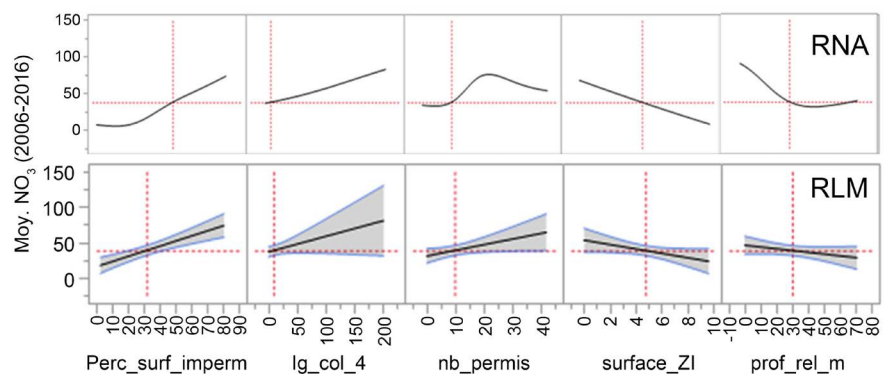 Moy. NO3 (2006-2016)
150
100
50
0
RNA
150
100
50
0
RLM
0 10 20 30 40 50 60 70 80 90
0 50 100 150 200
0 10 20 30 40
0 2 4 6 8 10
-10 0 10 20 30 40 50 60 70 80
Perc_surf_imperm
lg_col_4
nb_permis
surface_ZI
prof_rel_m